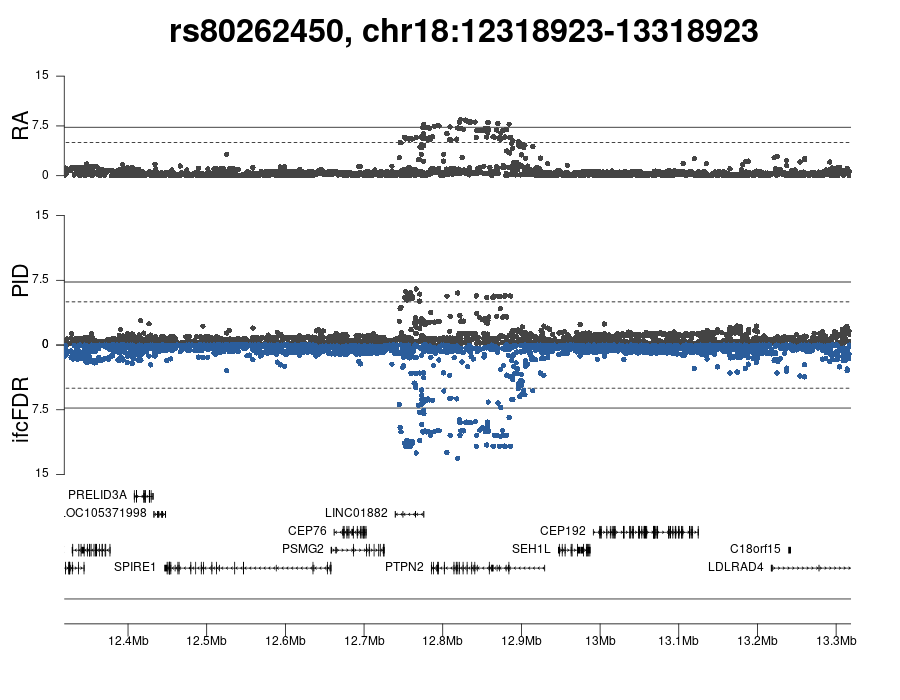 rs80262450, chr18:12318923-13318923
15
7.5
0
RA
15
7.5
0
PID
7.5
15
ifcFDR
PRELID3A
.OC105371998
LINC01882
CEP76
CEP192
PSMG2
SEH1L
C18orf15
SPIRE1
PTPN2
LDLRAD4
12.4Mb 12.5Mb 12.6Mb 12.7Mb 12.8Mb 12.9Mb 13Mb 13.1Mb 13.2Mb 13.3Mb